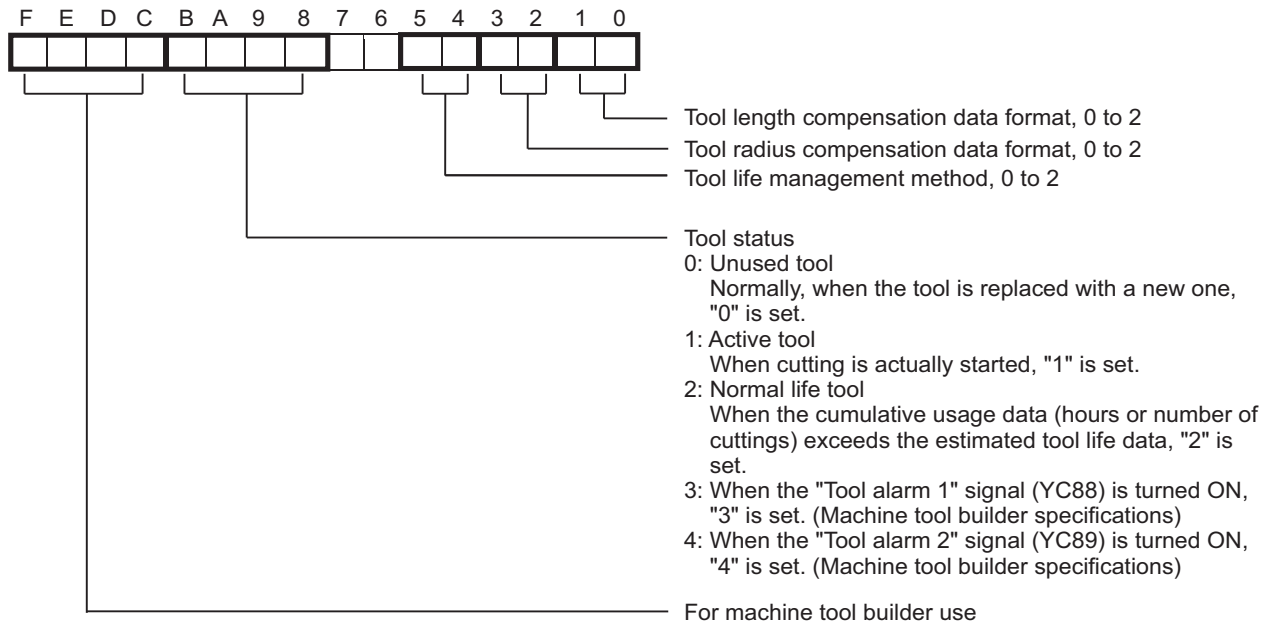 F E D C B A 9 8 7 6 5 4 3 2 1 0
Tool length compensation data format, 0 to 2
Tool radius compensation data format, 0 to 2
Tool life management method, 0 to 2
Tool status
0: Unused tool
Normally, when the tool is replaced with a new one,
"0" is set.
1: Active tool
When cutting is actually started, "1" is set.
2: Normal life tool
When the cumulative usage data (hours or number of
cuttings) exceeds the estimated tool life data, "2" is
set.
3: When the "Tool alarm 1" signal (YC88) is turned ON,
"3" is set. (Machine tool builder specifications)
4: When the "Tool alarm 2" signal (YC89) is turned ON,
"4" is set. (Machine tool builder specifications)
For machine tool builder use